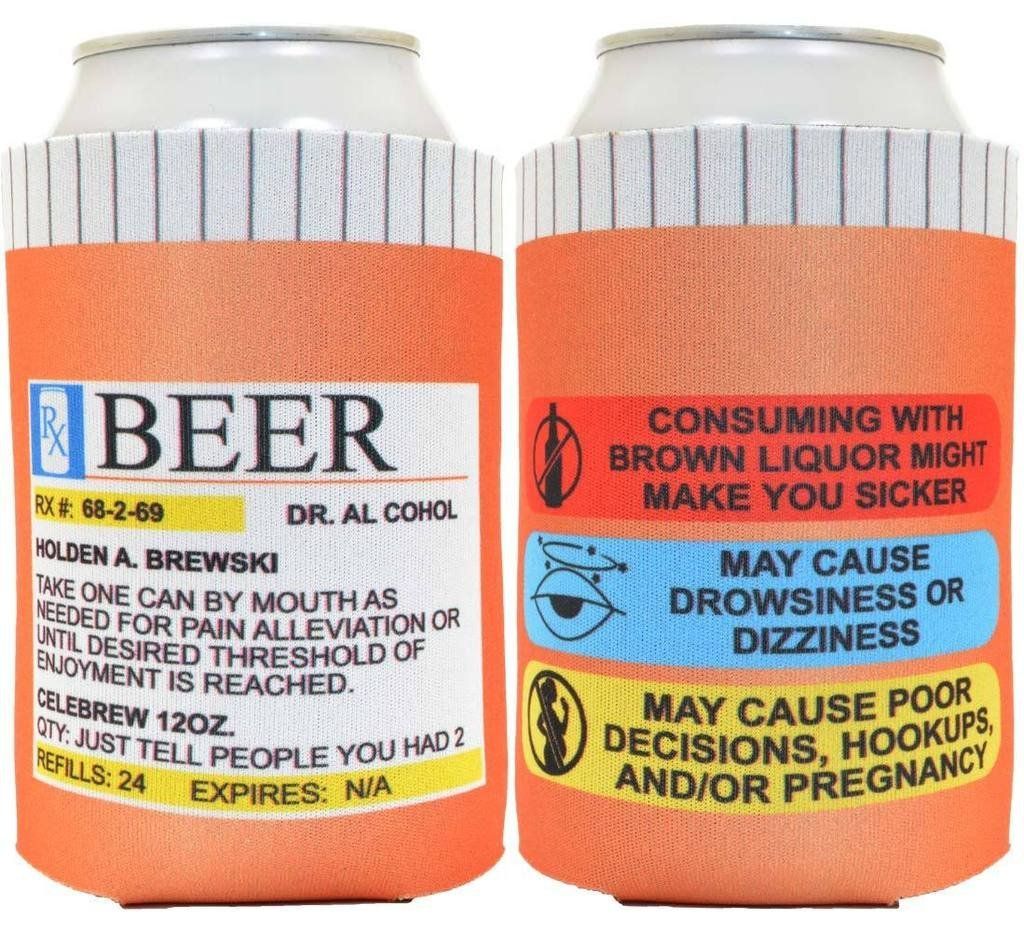 RX
BEER
RX #: 68-2-69
DR. AL COHOL
HOLDEN A. BREWSKI
TAKE ONE CAN BY MOUTH AS
NEEDED FOR PAIN ALLEVIATION OR
UNTIL DESIRED THRESHOLD OF
ENJOYMENT IS REACHED.
CELEBREW 12OZ.
QTY: JUST TELL PEOPLE YOU HAD 2
REFILLS: 24 EXPIRES: N/A
CONSUMING WITH
BROWN LIQUOR MIGHT
MAKE YOU SICKER
MAY CAUSE
DROWSINESS OR
DIZZINESS
MAY CAUSE POOR
DECISIONS, HOOKUPS,
AND/OR PREGNANCY